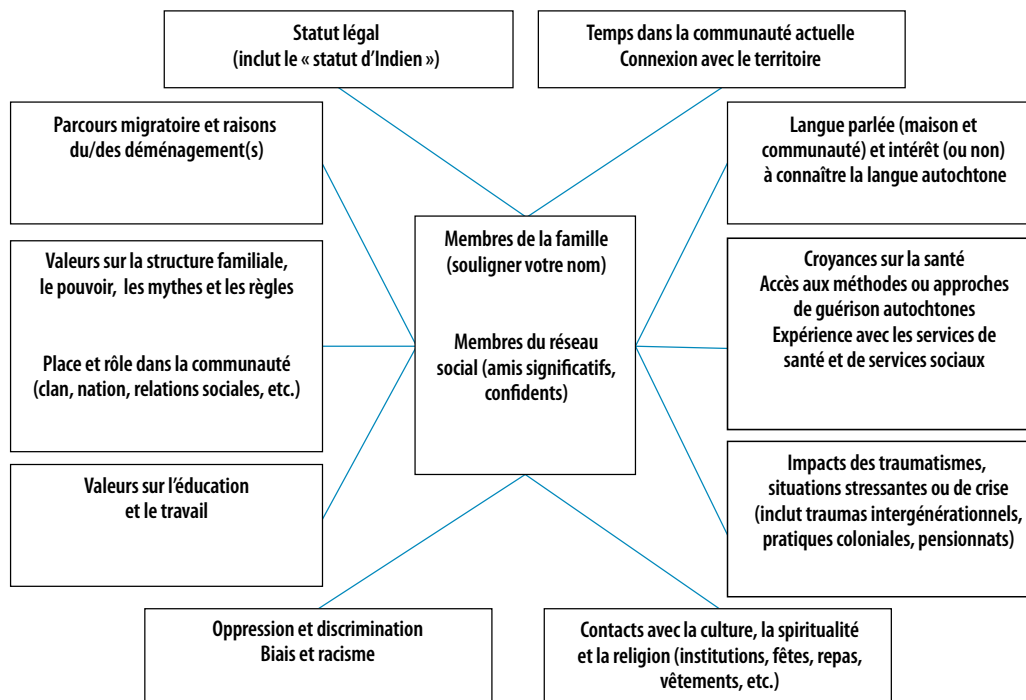 Statut légal
(inclut le « statut d’Indien »)
Temps dans la communauté actuelle
Connexion avec le territoire
Parcours migratoire et raisons
du/des déménagement(s)
Langue parlée (maison et
communauté) et intérêt (ou non)
à connaître la langue autochtone
Valeurs sur la structure familiale,
le pouvoir, les mythes et les règles
Place et rôle dans la communauté
(clan, nation, relations sociales, etc.)
Membres de la famille
(souligner votre nom)
Membres du réseau
social (amis significatifs,
confidents)
Croyances sur la santé
Accès aux méthodes ou approches
de guérison autochtones
Expérience avec les services de
santé et de services sociaux
Valeurs sur l’éducation
et le travail
Impacts des traumatismes,
situations stressantes ou de crise
(inclut traumas intergénérationnels,
pratiques coloniales, pensionnats)
Oppression et discrimination
Biais et racisme
Contacts avec la culture, la spiritualité
et la religion (institutions, fêtes, repas,
vêtements, etc.)